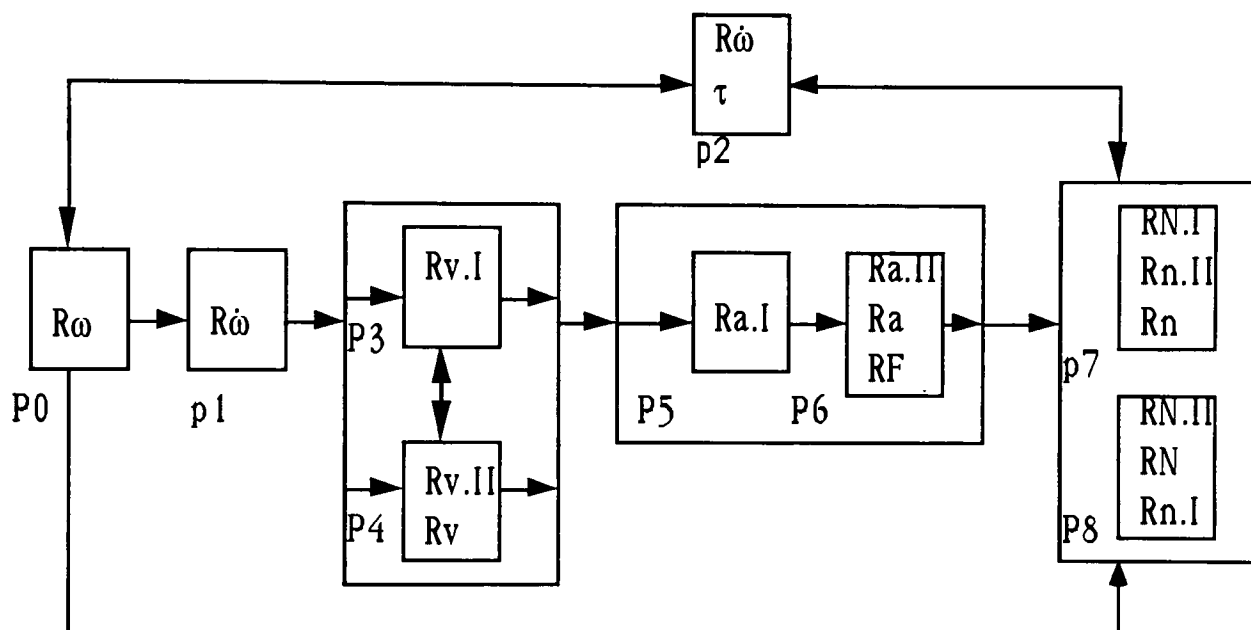 Rω̇
τ
p2
Rω
P0
Rω̇
p1
Rv.I
P3
Rv.II
Rv
P4
Ra.I
P5
Ra.II
Ra
RF
P6
RN.I
Rn.II
Rn
p7
RN.II
RN
Rn.I
P8